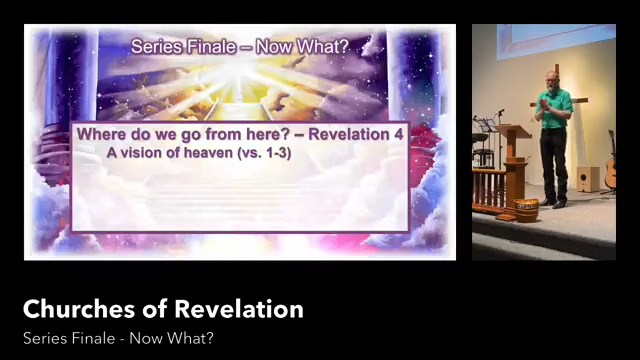 Series Finale – Now What?
Where do we go from here? – Revelation 4
A vision of heaven (vs. 1-3)
Churches of Revelation
Series Finale - Now What?